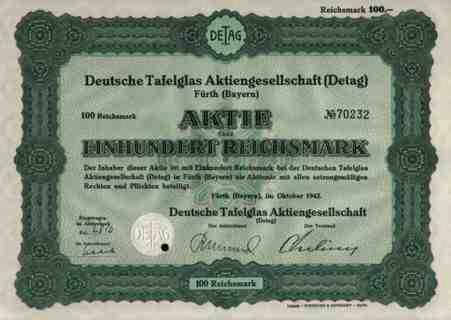 Reichsmark 100.–
DETAG
Deutsche Tafelglas Aktiengesellschaft (Detag)
Fürth (Bayern)
100 Reichsmark
№70232
AKTIE
über
EINHUNDERT REICHSMARK
Der Inhaber dieser Aktie ist mit Einhundert Reichsmark bei der Deutschen Tafelglas
Aktiengesellschaft (Detag) in Fürth (Bayern) als Aktionär mit allen satzungsmäßigen
Rechten und Pflichten beteiligt.
Fürth (Bayern), im Oktober 1942.
Deutsche Tafelglas Aktiengesellschaft
(Detag)
Eingetragen
im Aktienbuch
Der Aufsichtsrat
Der Vorstand
DETAG
100 Reichsmark